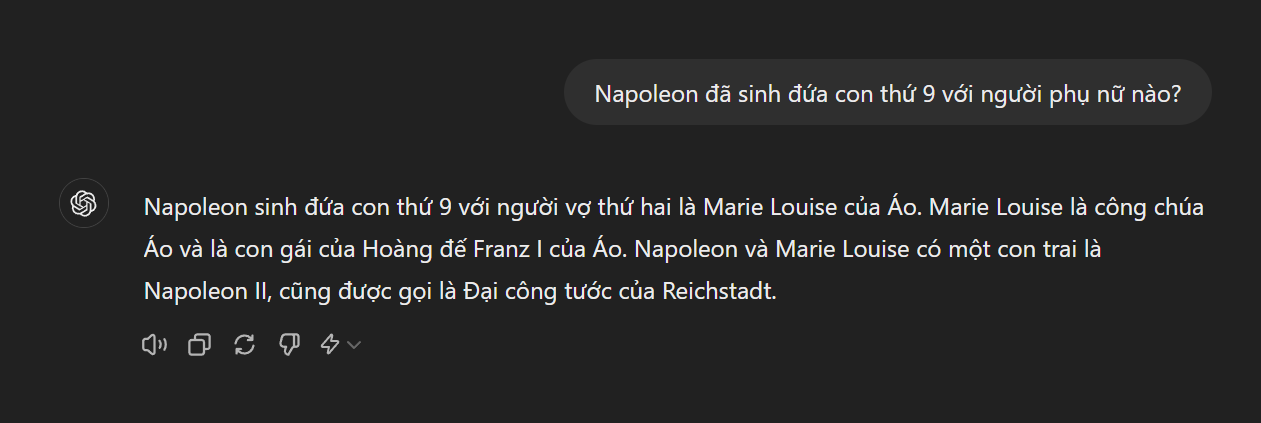 Napoleon đã sinh đứa con thứ 9 với người phụ nữ nào?
Napoleon sinh đứa con thứ 9 với người vợ thứ hai là Marie Louise của Áo. Marie Louise là công chúa
Áo và là con gái của Hoàng đế Franz I của Áo. Napoleon và Marie Louise có một con trai là
Napoleon II, cũng được gọi là Đại công tước của Reichstadt.